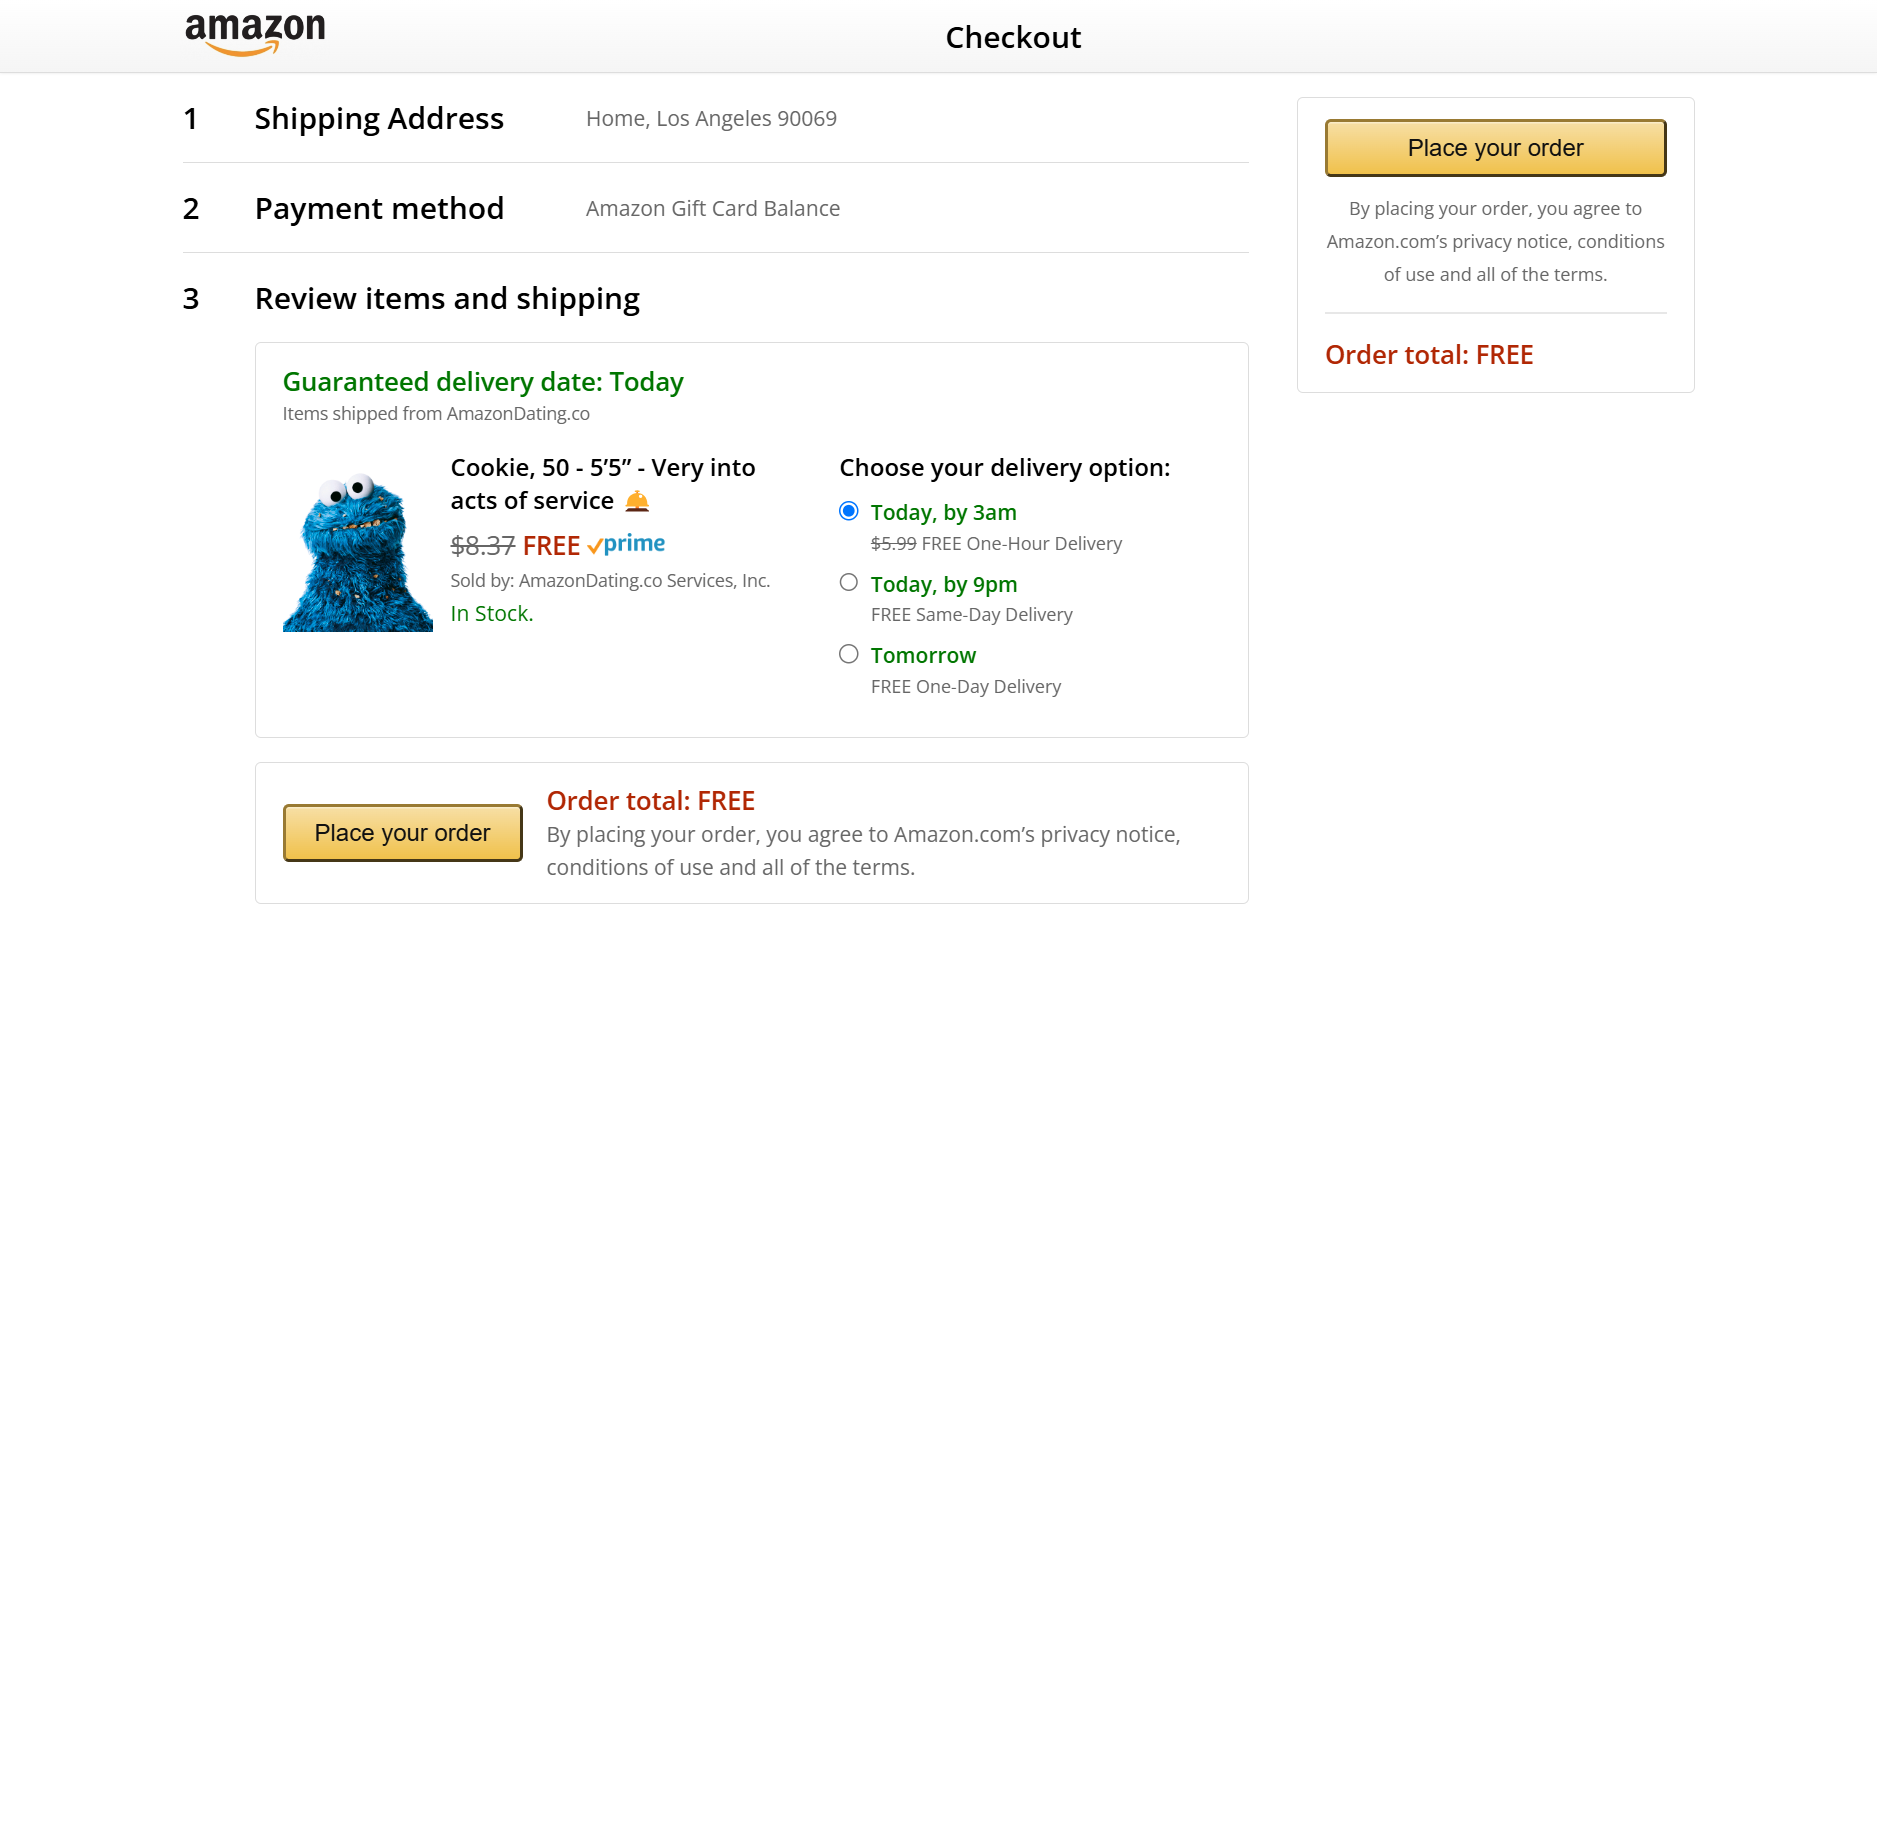 amazon
Checkout
1 Shipping Address Home, Los Angeles 90069
2 Payment method Amazon Gift Card Balance
3 Review items and shipping
Guaranteed delivery date: Today
Items shipped from AmazonDating.co
Cookie, 50 - 5’5” - Very into
acts of service
$8.37 FREE prime
Sold by: AmazonDating.co Services, Inc.
In Stock.
Choose your delivery option:
Today, by 3am
$5.99 FREE One-Hour Delivery
Today, by 9pm
FREE Same-Day Delivery
Tomorrow
FREE One-Day Delivery
Place your order
Order total: FREE
By placing your order, you agree to Amazon.com’s privacy notice,
conditions of use and all of the terms.
Place your order
By placing your order, you agree to
Amazon.com’s privacy notice, conditions
of use and all of the terms.
Order total: FREE